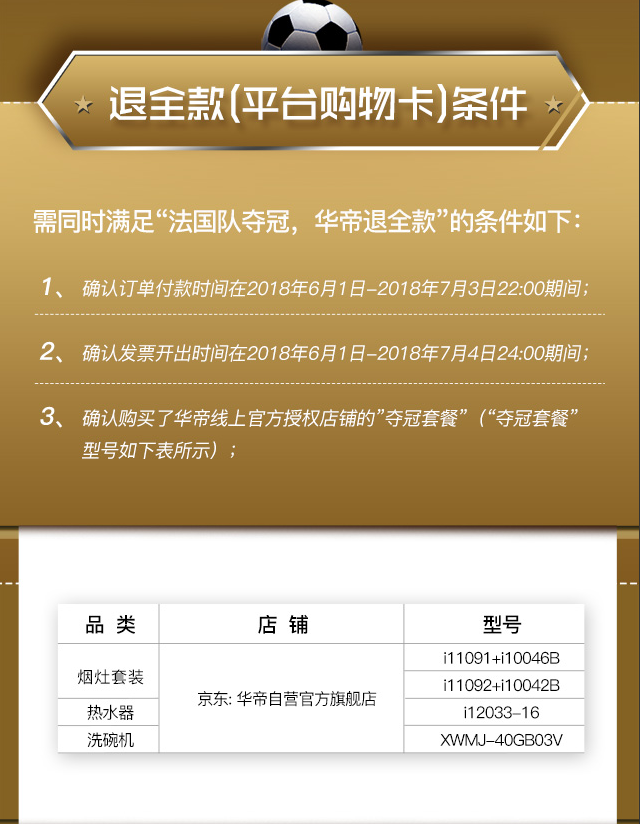 退全款(平台购物卡)条件
需同时满足“法国队夺冠，华帝退全款”的条件如下：
1、确认订单付款时间在2018年6月1日-2018年7月3日22:00期间；
2、确认发票开出时间在2018年6月1日-2018年7月4日24:00期间；
3、确认购买了华帝线上官方授权店铺的”夺冠套餐”（“夺冠套餐”
型号如下表所示）；
品 类 店 铺 型号
烟灶套装 京东: 华帝自营官方旗舰店 i11091+i10046B
i11092+i10042B
热水器 i12033-16
洗碗机 XWMJ-40GB03V